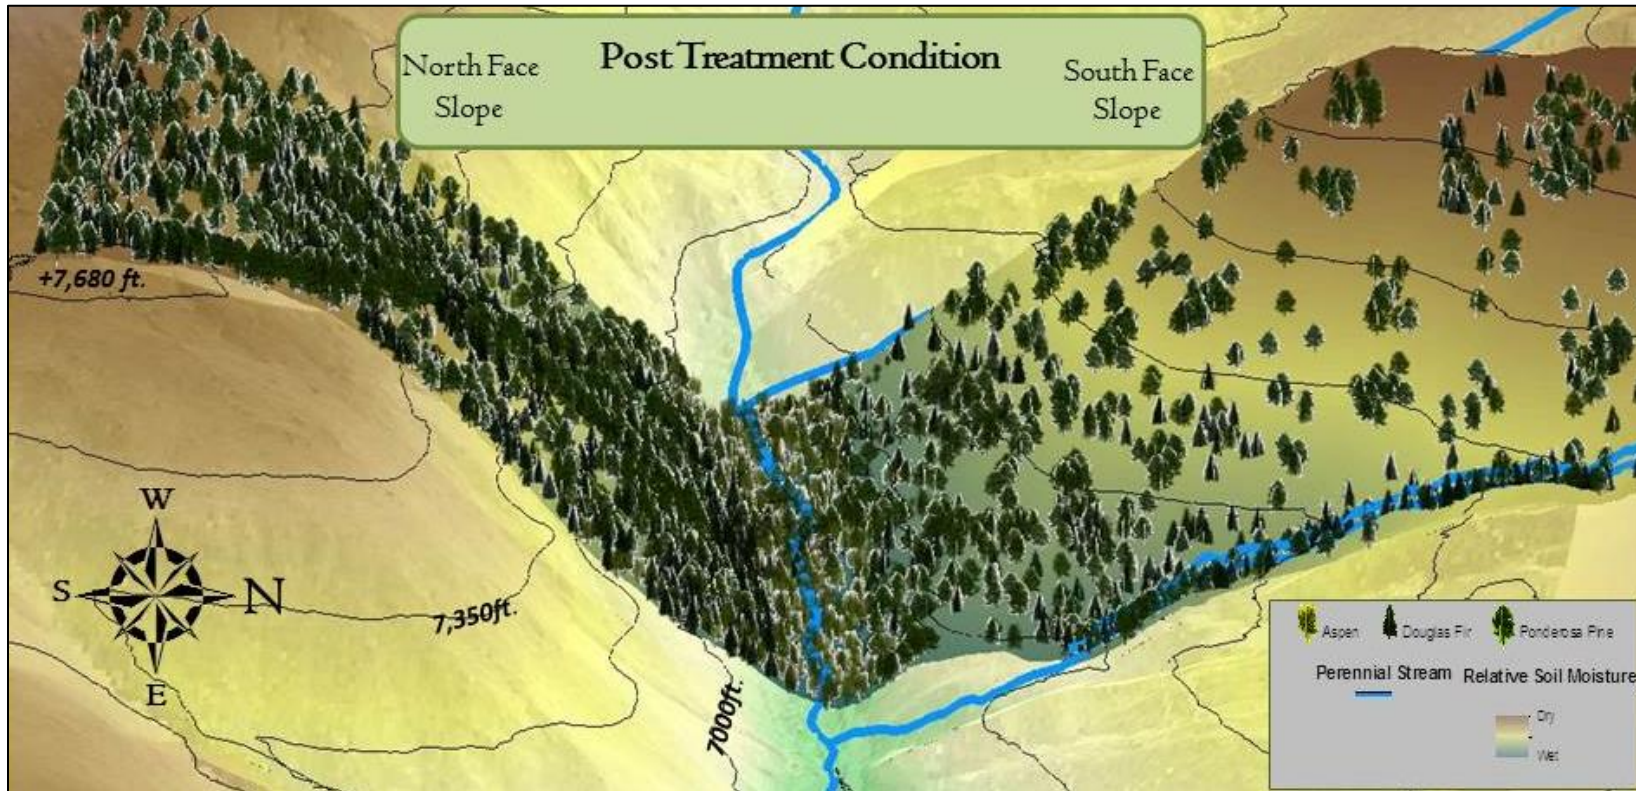 Post Treatment Condition
North Face
Slope
South Face
Slope
+7,680 ft.
W
S
N
E
7,350ft.
7000ft.
Aspen
Douglas Fir
Ponderosa Pine
Perennial Stream
Relative Soil Moisture
Dry
Wet